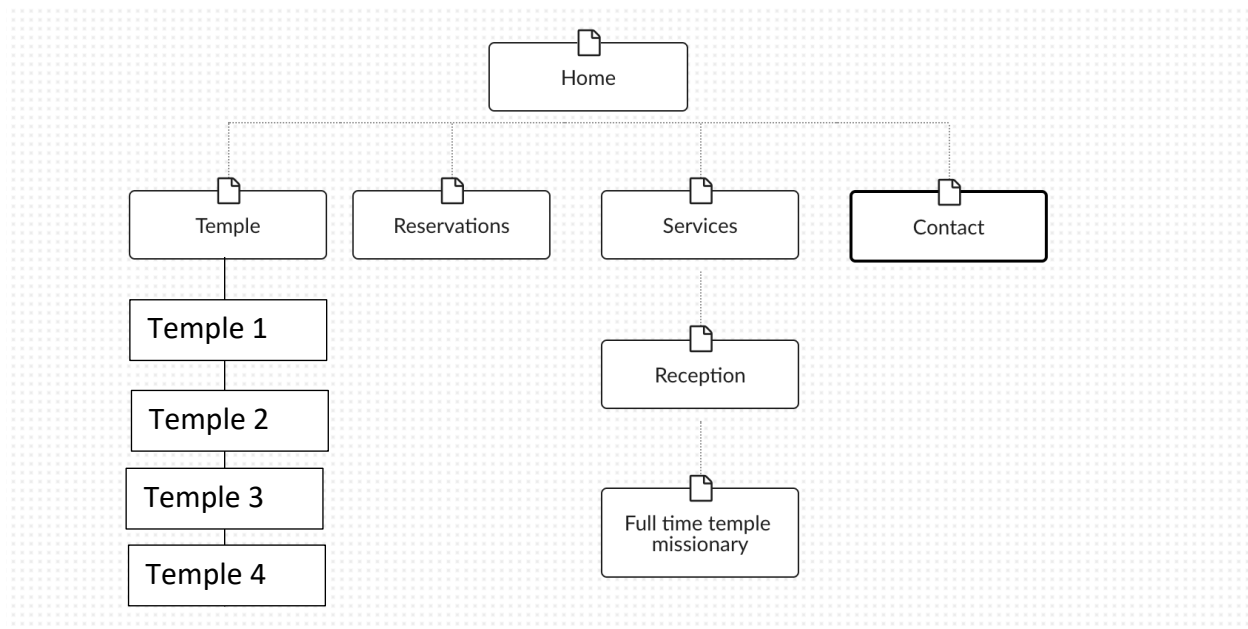 Home
Temple
Reservations
Services
Contact
Temple 1
Temple 2
Temple 3
Temple 4
Reception
Full time temple
missionary